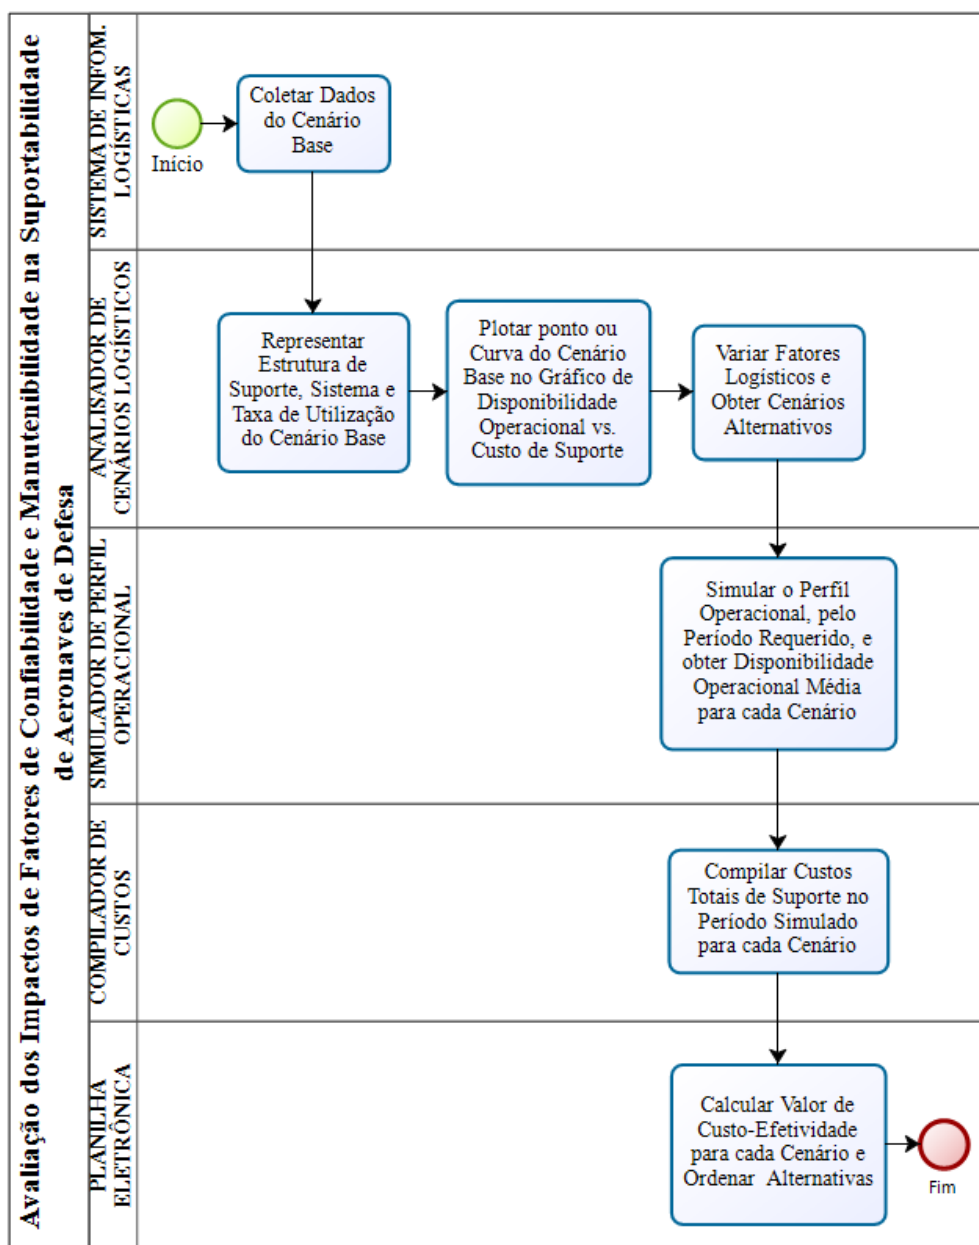 Avaliação dos Impactos de Fatores de Confiabilidade e Manutenibilidade na Suportabilidade
de Aeronaves de Defesa
SISTEMA DE INFOM.
LOGÍSTICAS
Início
Coletar Dados
do Cenário
Base
ANALISADOR DE
CENÁRIOS LOGÍSTICOS
Representar
Estrutura de
Suporte, Sistema e
Taxa de Utilização
do Cenário Base
Plotar ponto ou
Curva do Cenário
Base no Gráfico de
Disponibilidade
Operacional vs.
Custo de Suporte
Variar Fatores
Logísticos e
Obter Cenários
Alternativos
SIMULADOR DE PERFIL
OPERACIONAL
Simular o Perfil
Operacional, pelo
Período Requerido, e
obter Disponibilidade
Operacional Média
para cada Cenário
COMPILADOR DE
CUSTOS
Compilar Custos
Totais de Suporte no
Período Simulado
para cada Cenário
PLANILHA
ELETRÔNICA
Calcular Valor de
Custo-Efetividade
para cada Cenário e
Ordenar Alternativas
Fim